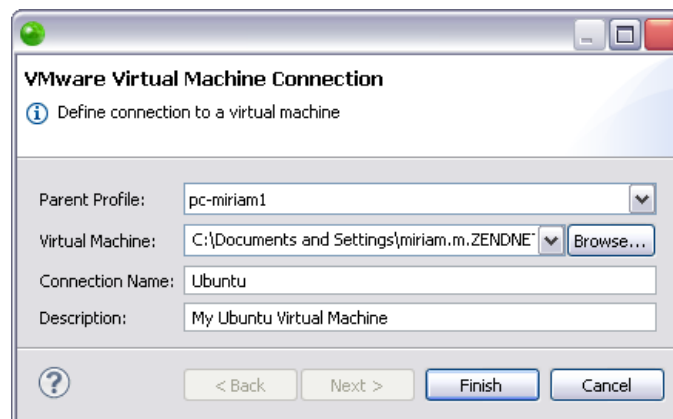 VMware Virtual Machine Connection
Define connection to a virtual machine
Parent Profile: pc-miriam1
Virtual Machine: C:\Documents and Settings\miriam.m.ZENDNET Browse...
Connection Name: Ubuntu
Description: My Ubuntu Virtual Machine
? < Back Next > Finish Cancel